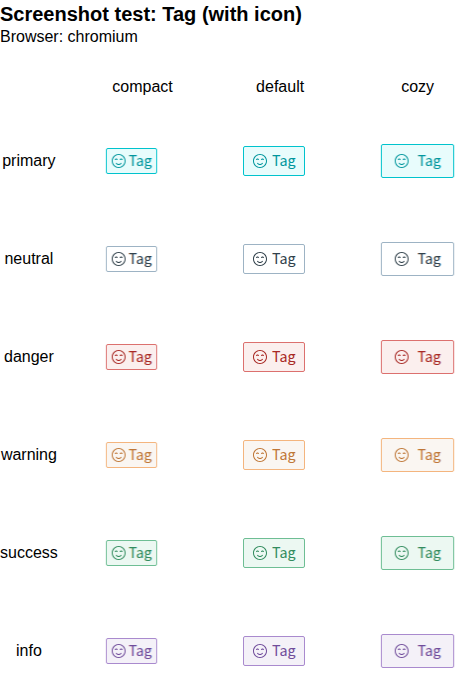 Screenshot test: Tag (with icon)
Browser: chromium
compact default cozy
primary Tag Tag Tag
neutral Tag Tag Tag
danger Tag Tag Tag
warning Tag Tag Tag
success Tag Tag Tag
info Tag Tag Tag